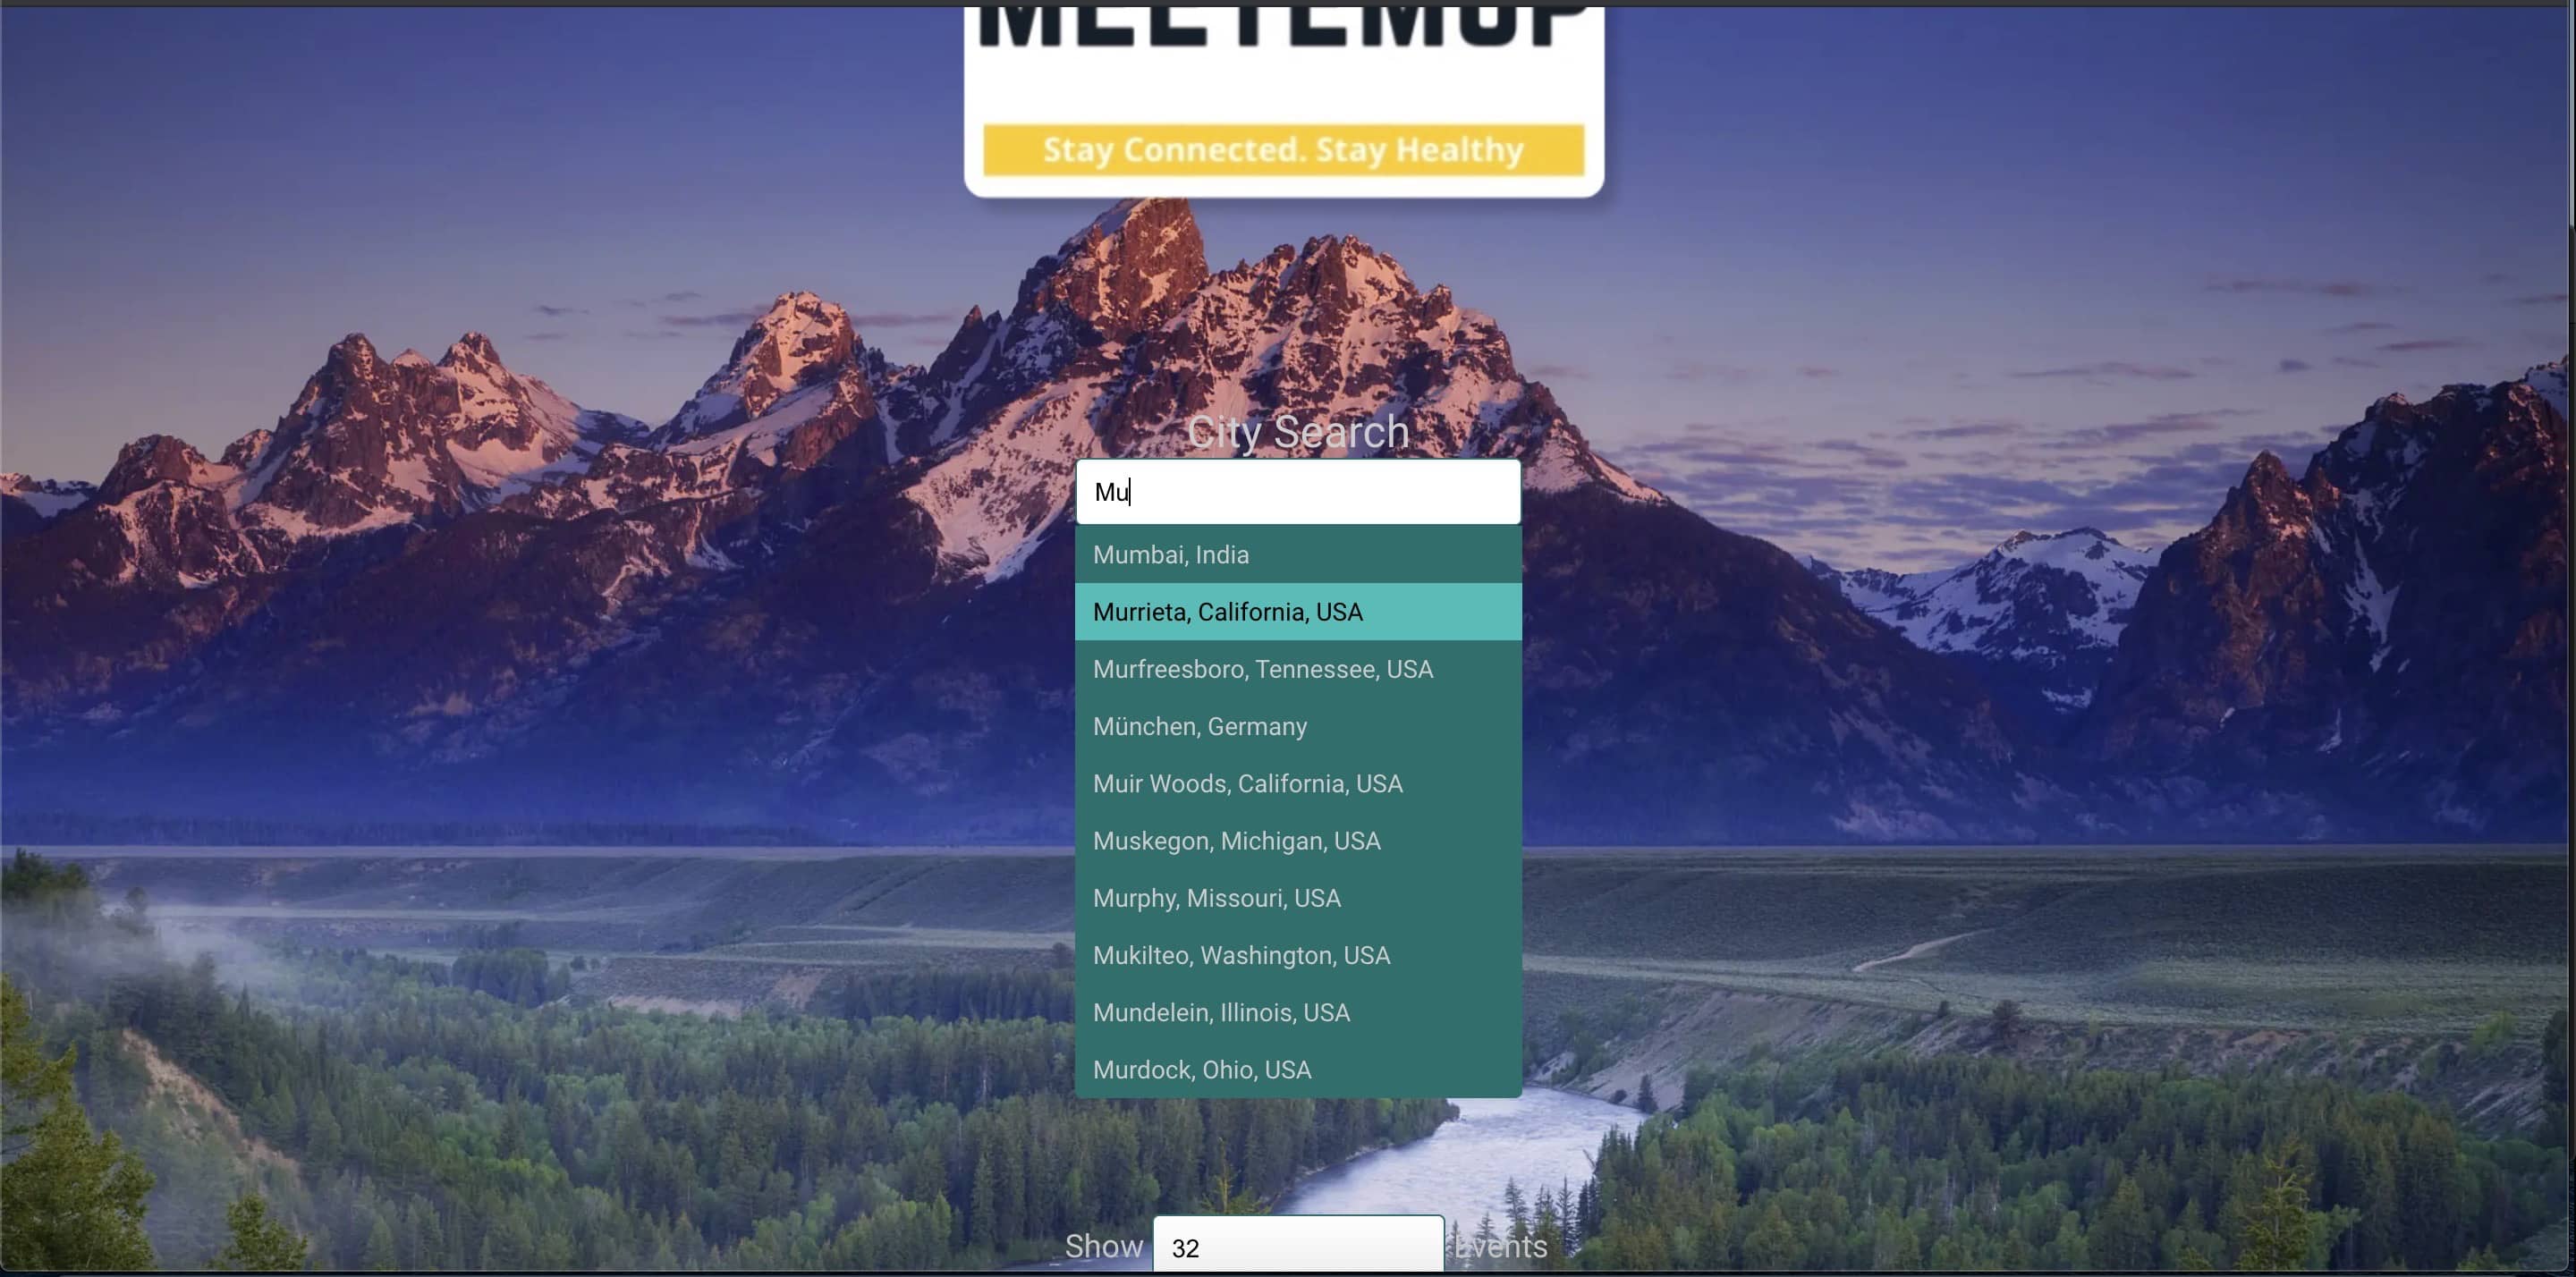 MEETEMUP
Stay Connected. Stay Healthy
City Search
Mu
Mumbai, India
Murrieta, California, USA
Murfreesboro, Tennessee, USA
München, Germany
Muir Woods, California, USA
Muskegon, Michigan, USA
Murphy, Missouri, USA
Mukilteo, Washington, USA
Mundelein, Illinois, USA
Murdock, Ohio, USA
Show 32 Events